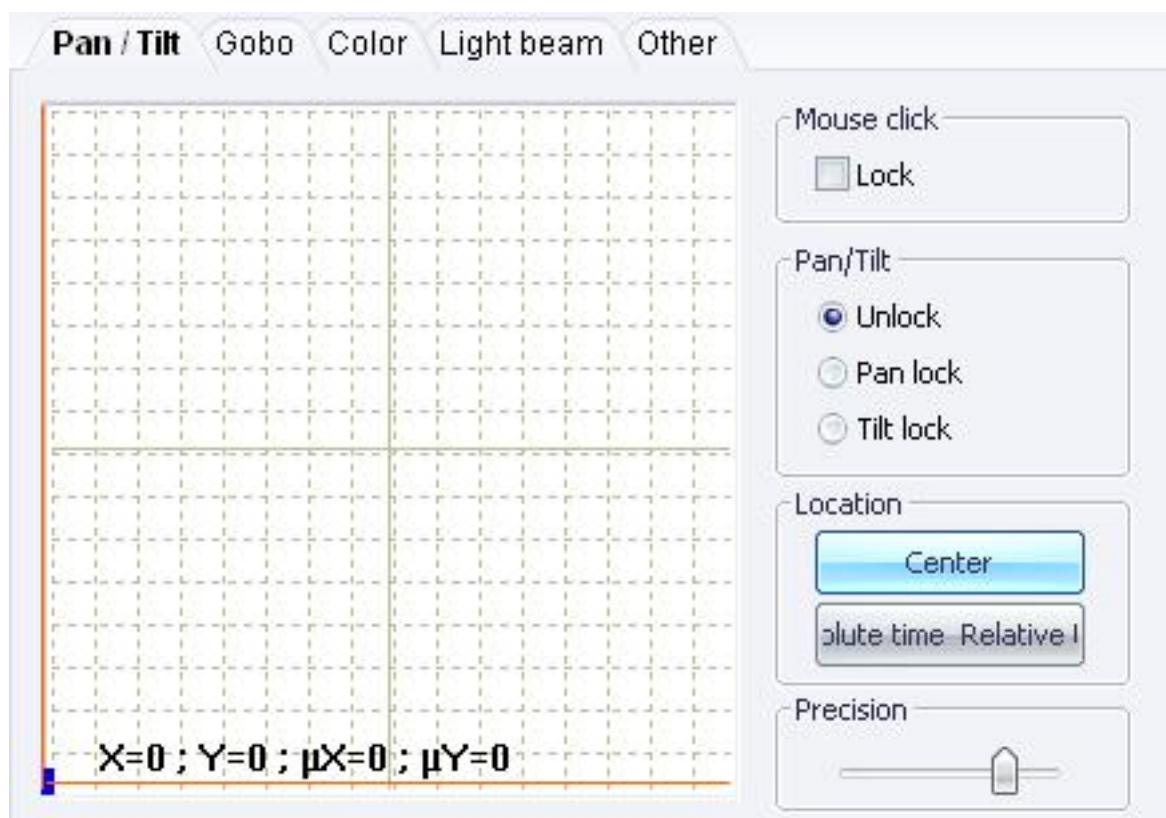 Pan / Tilt Gobo Color Light beam Other
Mouse click
Lock
Pan/Tilt
Unlock
Pan lock
Tilt lock
Location
Center
olute time Relative
Precision
X=0 ; Y=0 ; µX=0 ; µY=0